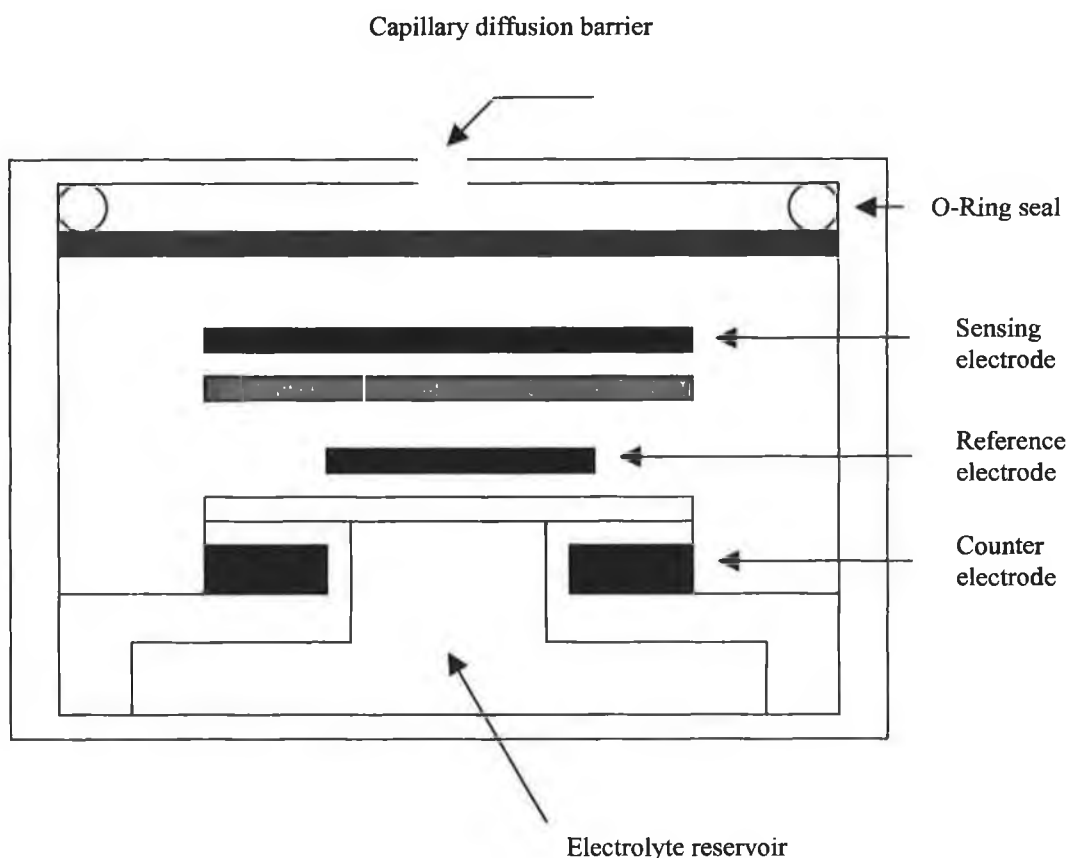 Capillary diffusion barrier
O-Ring seal
Sensing
electrode
Reference
electrode
Counter
electrode
Electrolyte reservoir